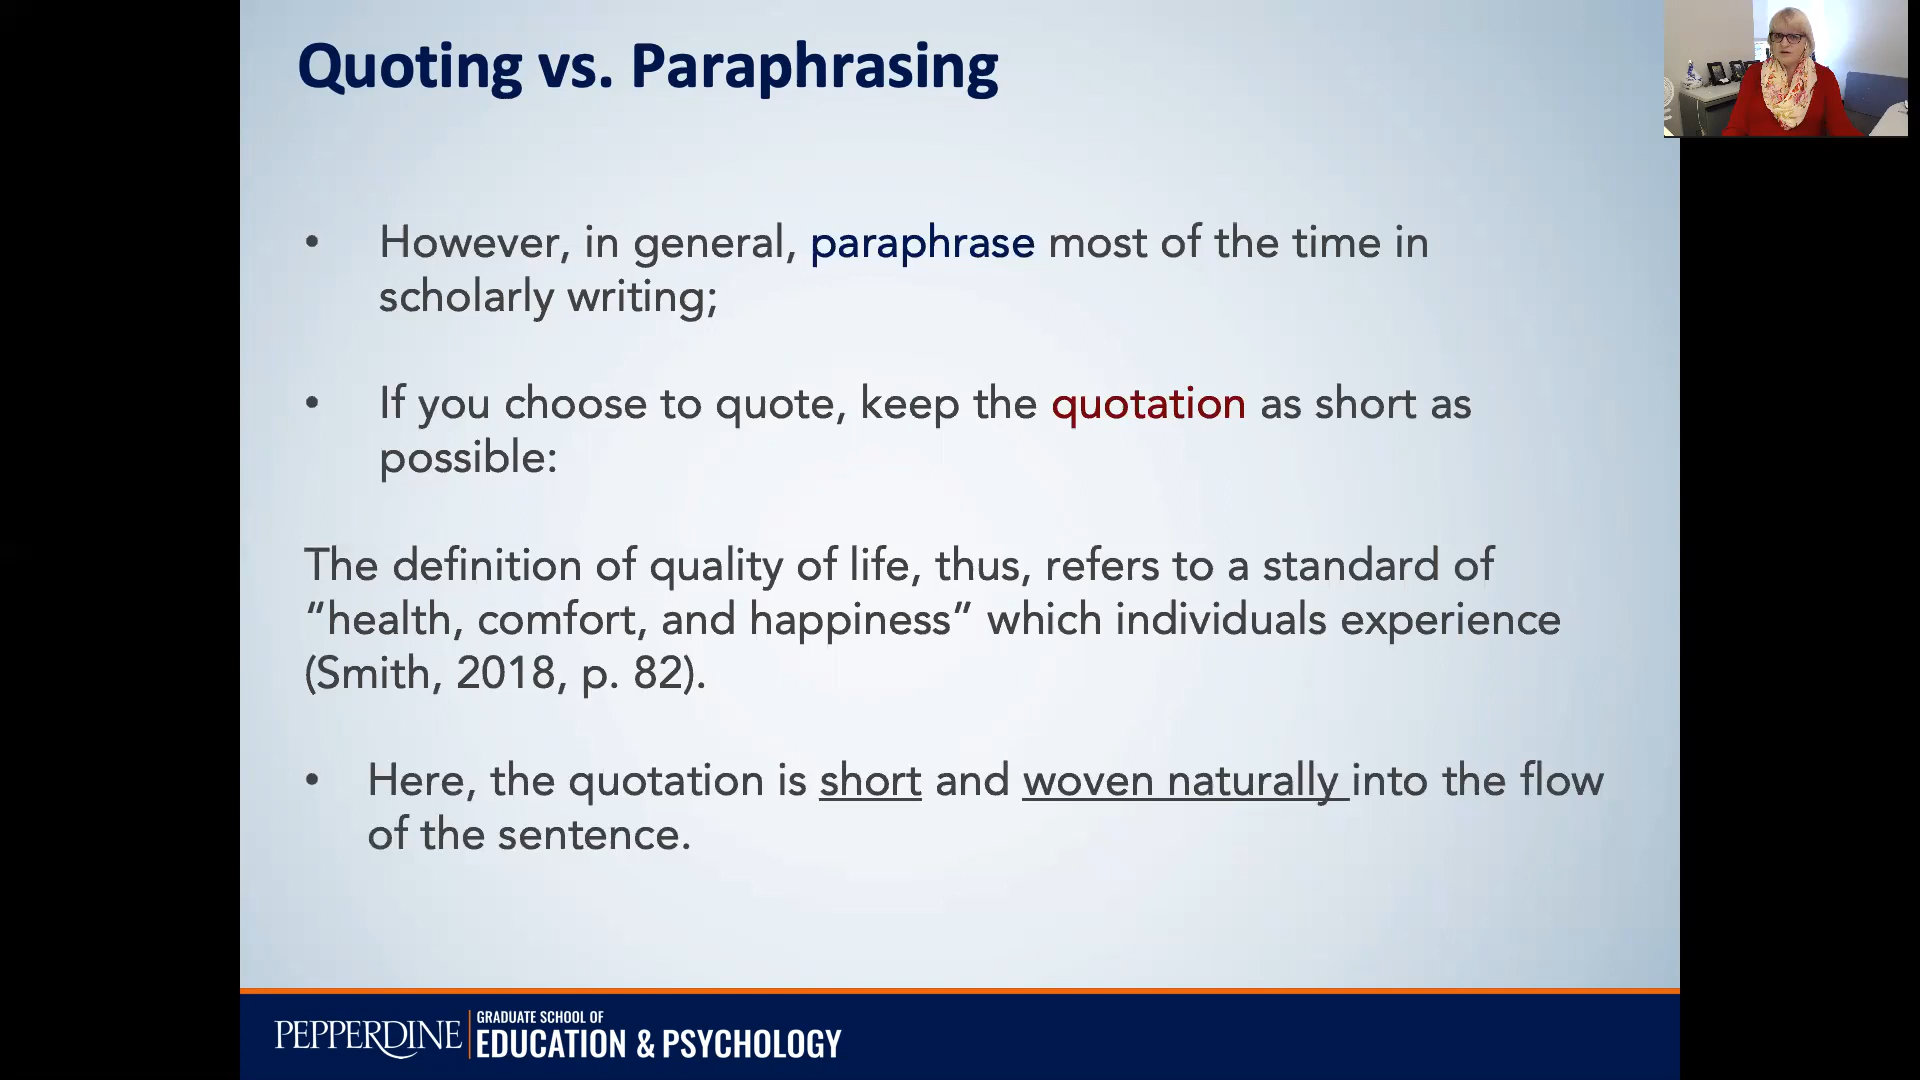 Quoting vs. Paraphrasing
• However, in general, paraphrase most of the time in
scholarly writing;
• If you choose to quote, keep the quotation as short as
possible:
The definition of quality of life, thus, refers to a standard of
“health, comfort, and happiness” which individuals experience
(Smith, 2018, p. 82).
• Here, the quotation is short and woven naturally into the flow
of the sentence.
PEPPERDINE
GRADUATE SCHOOL OF
EDUCATION & PSYCHOLOGY